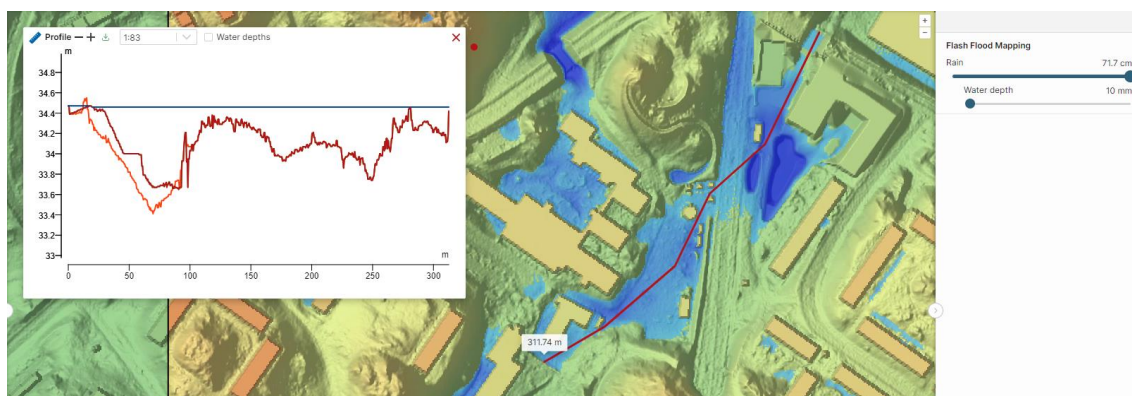 Profile 1:83 Water depths
m
34.8
34.6
34.4
34.2
34
33.8
33.6
33.4
33.2
33
m
0 50 100 150 200 250 300
311.74 m
Flash Flood Mapping
Rain 71.7 cm
Water depth 10 mm